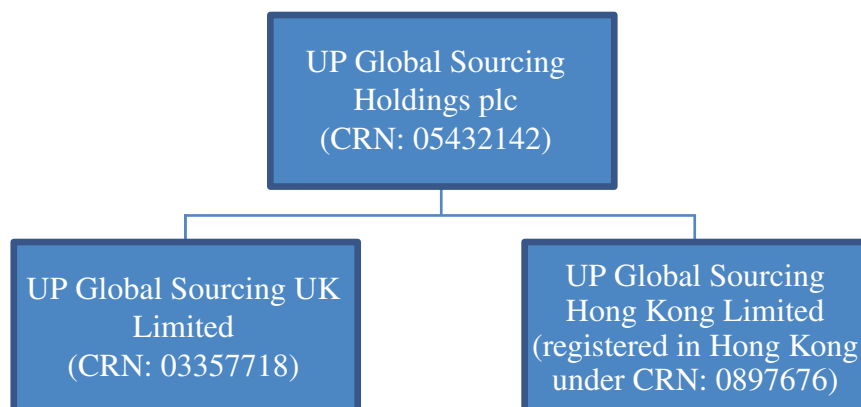 UP Global Sourcing
Holdings plc
(CRN: 05432142)
UP Global Sourcing UK
Limited
(CRN: 03357718)
UP Global Sourcing
Hong Kong Limited
(registered in Hong Kong
under CRN: 0897676)